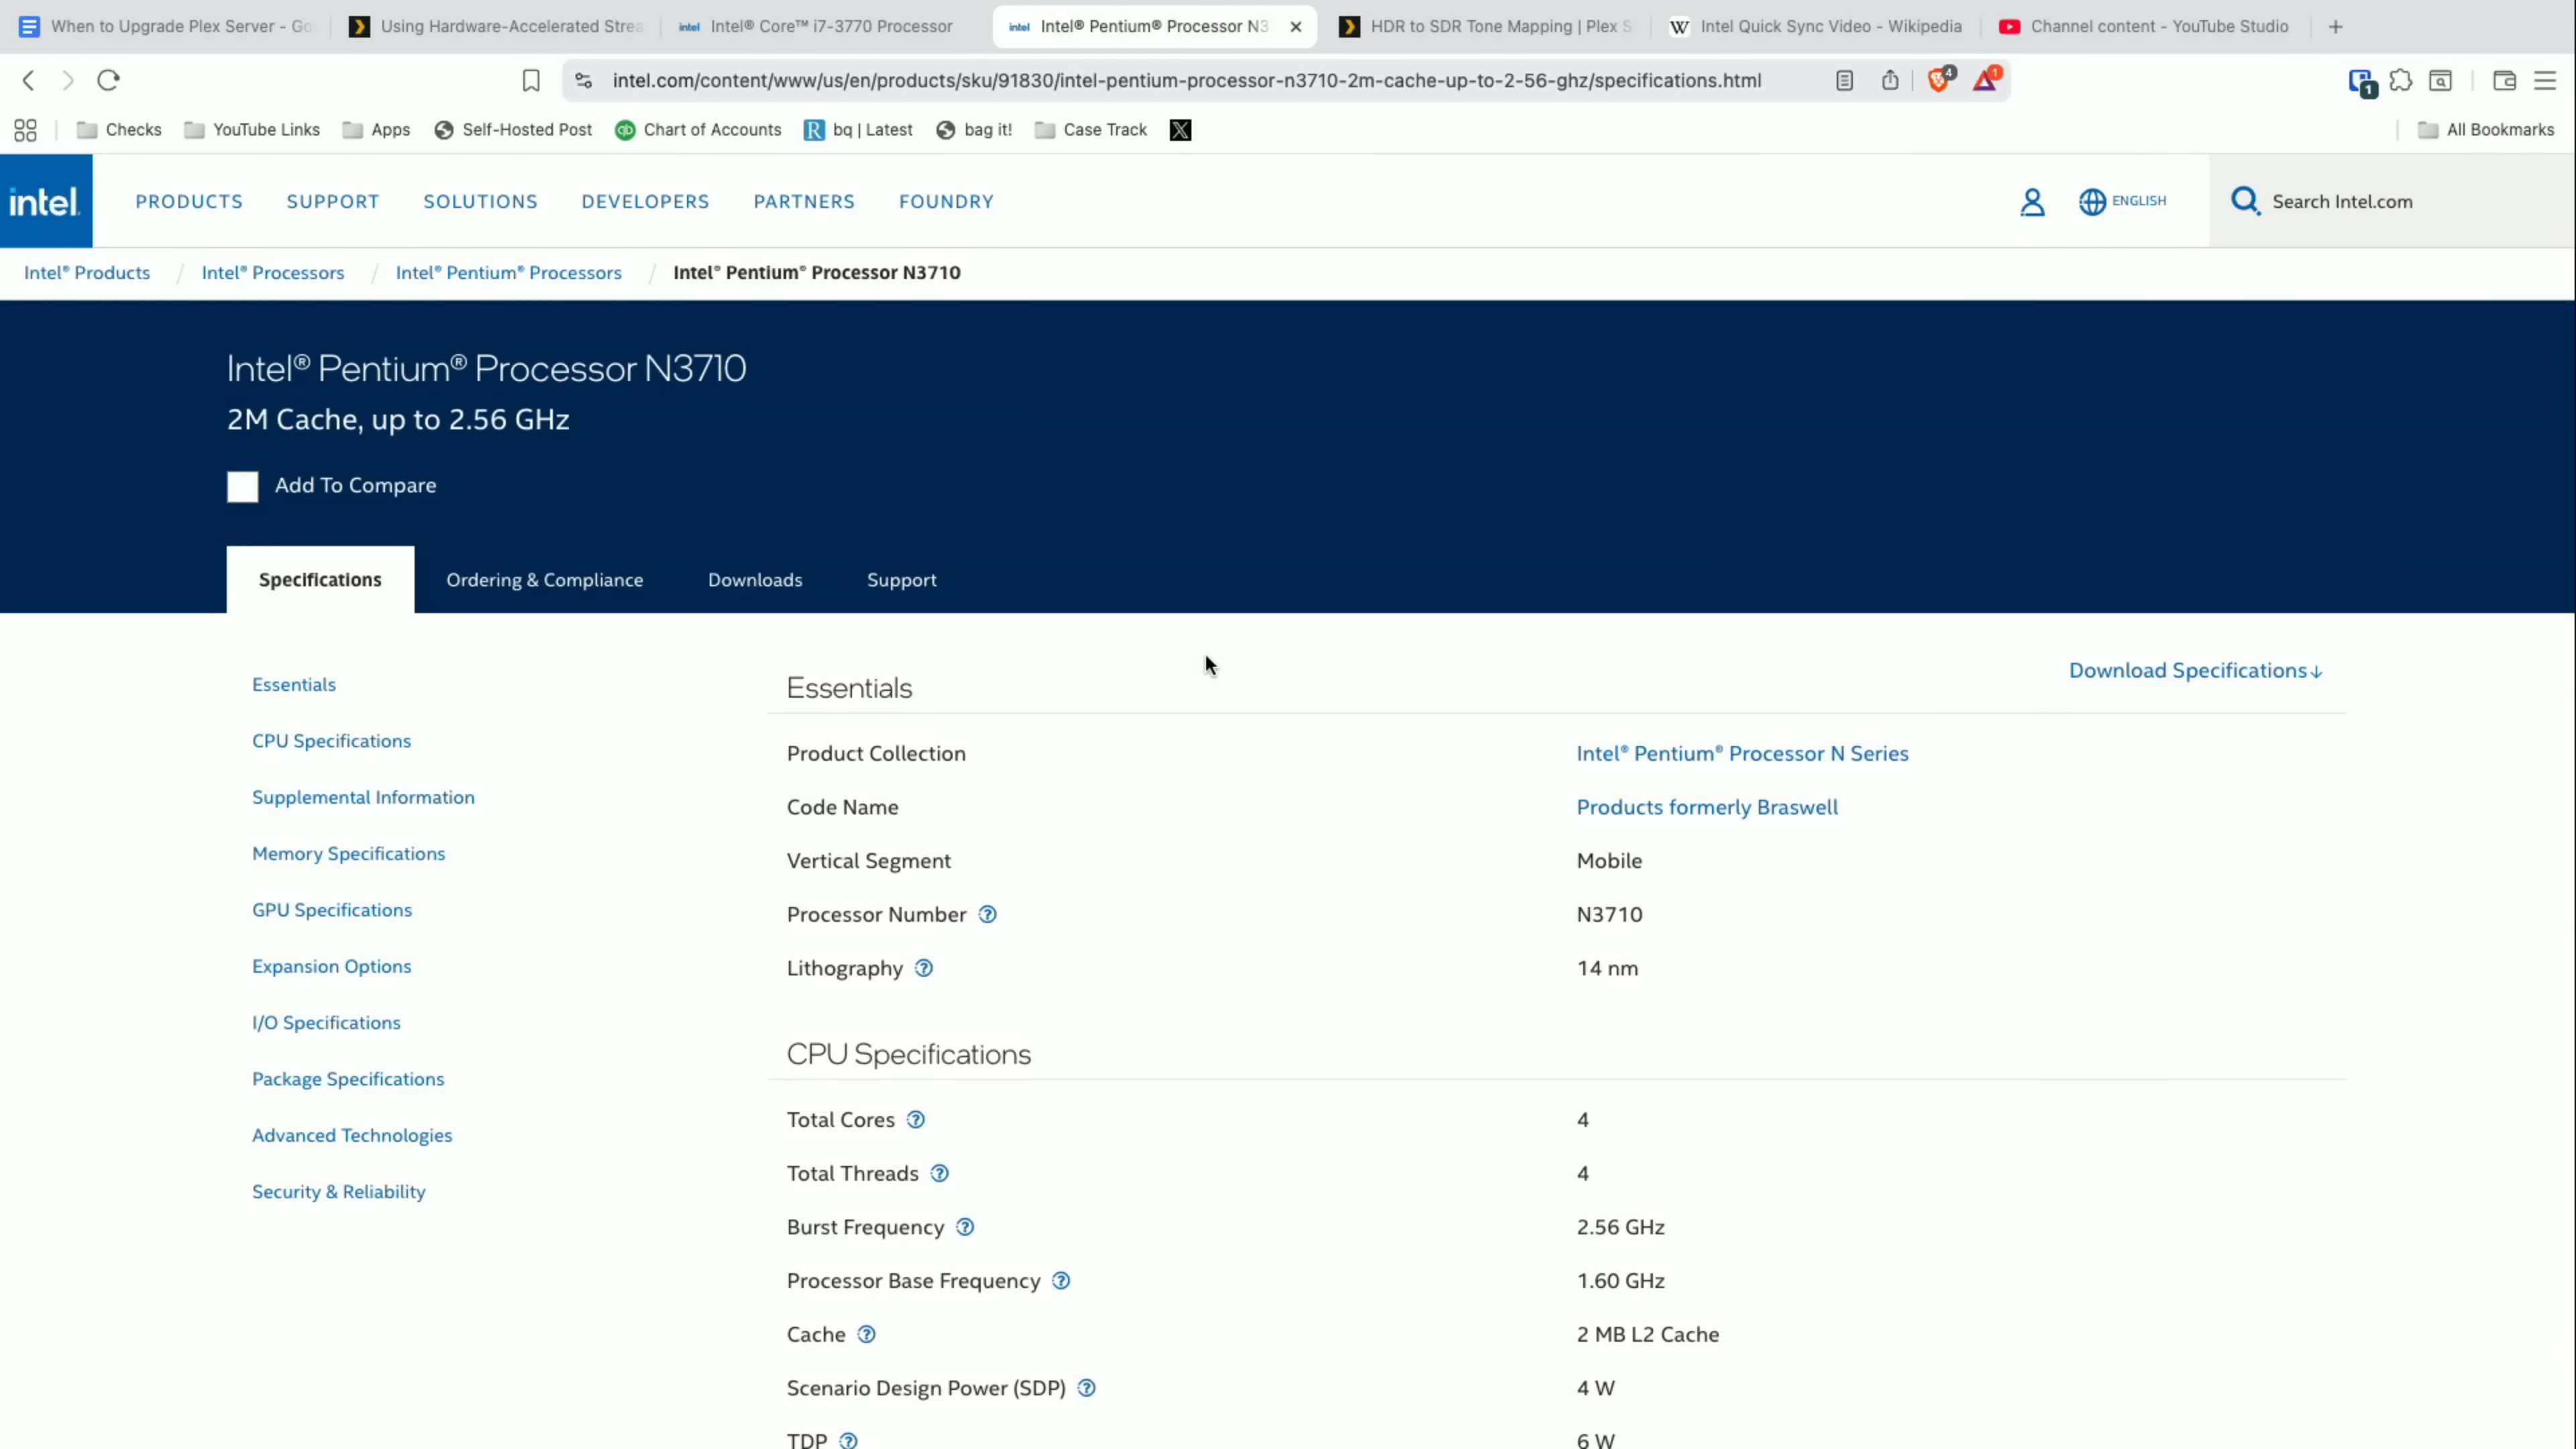 When to Upgrade Plex Server - Go
Using Hardware-Accelerated Strea
intel Intel® Core™ i7-3770 Processor
intel Intel® Pentium® Processor N3
HDR to SDR Tone Mapping | Plex S
W Intel Quick Sync Video - Wikipedia
Channel content - YouTube Studio
intel.com/content/www/us/en/products/sku/91830/intel-pentium-processor-n3710-2m-cache-up-to-2-56-ghz/specifications.html
4
1
1
Checks
YouTube Links
Apps
Self-Hosted Post
qb Chart of Accounts
R bq | Latest
bag it!
Case Track
X
All Bookmarks
intel.
PRODUCTS
SUPPORT
SOLUTIONS
DEVELOPERS
PARTNERS
FOUNDRY
ENGLISH
Search Intel.com
Intel® Products / Intel® Processors / Intel® Pentium® Processors / Intel® Pentium® Processor N3710
Intel® Pentium® Processor N3710
2M Cache, up to 2.56 GHz
Add To Compare
Specifications
Ordering & Compliance
Downloads
Support
Essentials
CPU Specifications
Supplemental Information
Memory Specifications
GPU Specifications
Expansion Options
I/O Specifications
Package Specifications
Advanced Technologies
Security & Reliability
Download Specifications↓
Essentials
Product Collection Intel® Pentium® Processor N Series
Code Name Products formerly Braswell
Vertical Segment Mobile
Processor Number ? N3710
Lithography ? 14 nm
CPU Specifications
Total Cores ? 4
Total Threads ? 4
Burst Frequency ? 2.56 GHz
Processor Base Frequency ? 1.60 GHz
Cache ? 2 MB L2 Cache
Scenario Design Power (SDP) ? 4 W
TDP ? 6 W